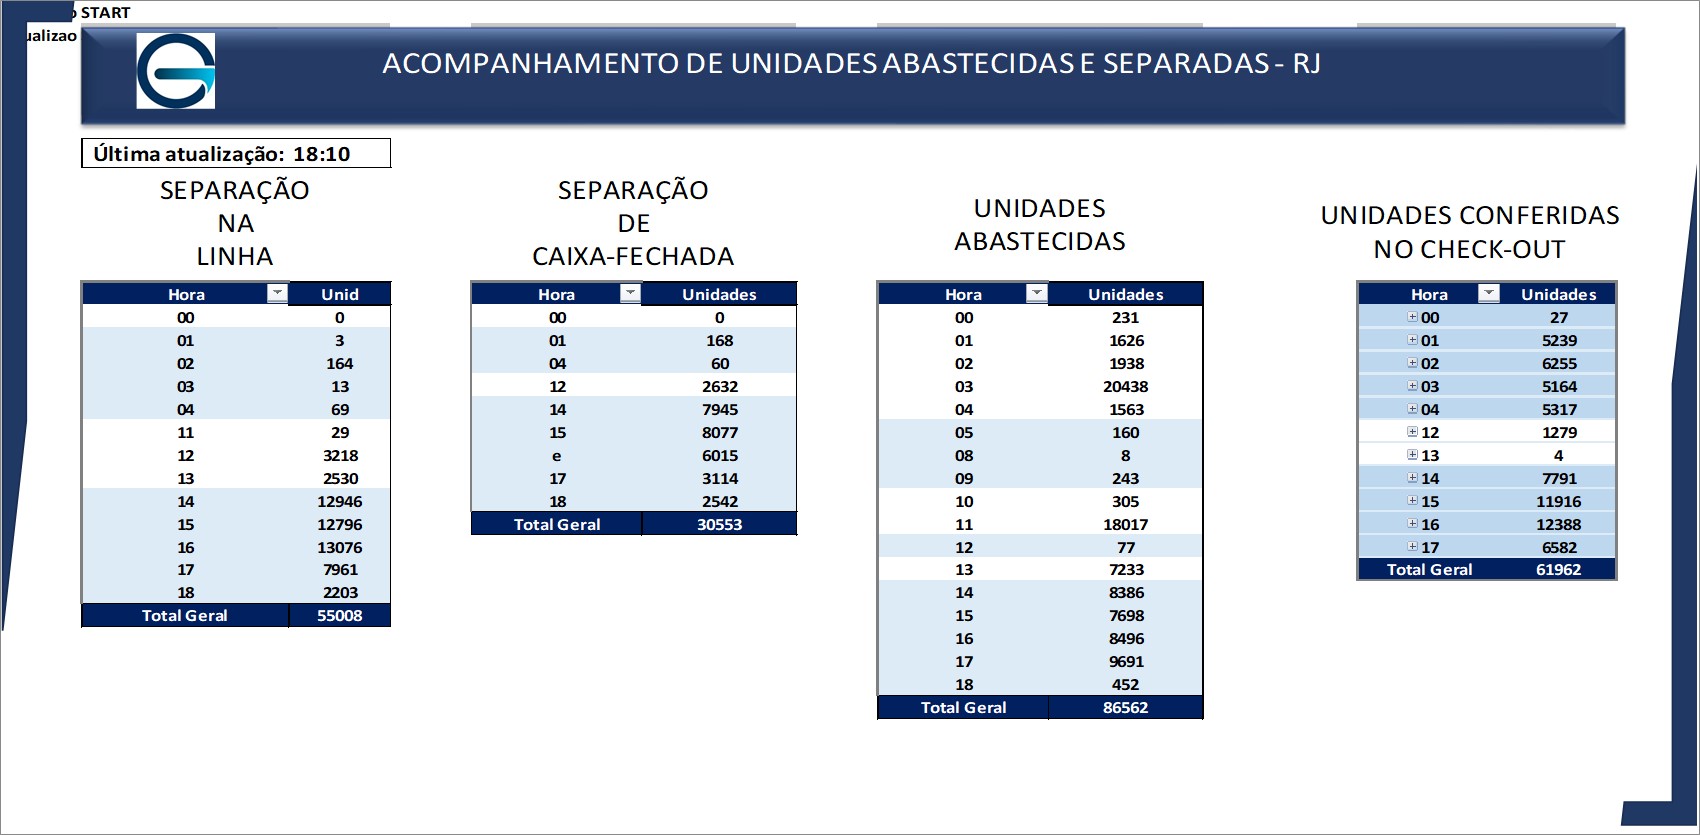 START
ualizao
ACOMPANHAMENTO DE UNIDADES ABASTECIDAS E SEPARADAS - RJ
Última atualização: 18:10
SEPARAÇÃO
NA
LINHA
Hora Unid
00 0
01 3
02 164
03 13
04 69
11 29
12 3218
13 2530
14 12946
15 12796
16 13076
17 7961
18 2203
Total Geral 55008
SEPARAÇÃO
DE
CAIXA-FECHADA
Hora Unidades
00 0
01 168
04 60
12 2632
14 7945
15 8077
e 6015
17 3114
18 2542
Total Geral 30553
UNIDADES
ABASTECIDAS
Hora Unidades
00 231
01 1626
02 1938
03 20438
04 1563
05 160
08 8
09 243
10 305
11 18017
12 77
13 7233
14 8386
15 7698
16 8496
17 9691
18 452
Total Geral 86562
UNIDADES CONFERIDAS
NO CHECK-OUT
Hora Unidades
00 27
01 5239
02 6255
03 5164
04 5317
12 1279
13 4
14 7791
15 11916
16 12388
17 6582
Total Geral 61962